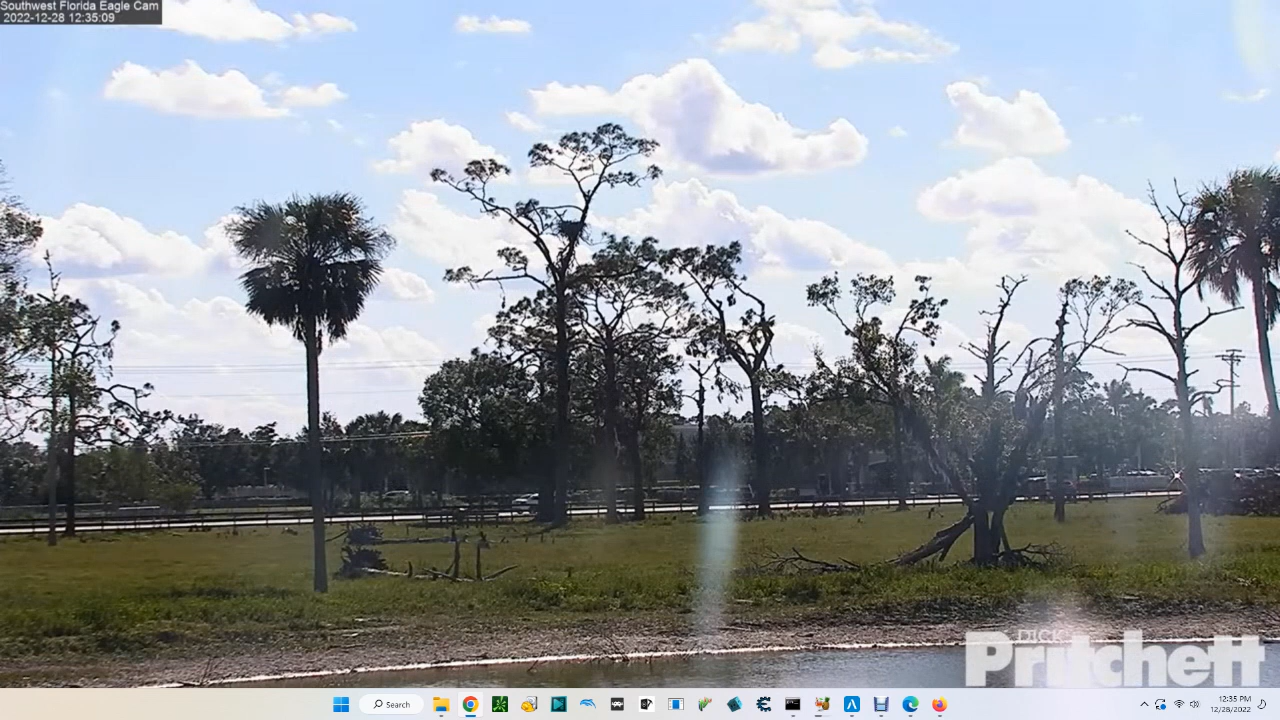 Southwest Florida Eagle Cam
2022-12-28 12:35:09
DICK
Pritchett
Search
12:35 PM
12/28/2022